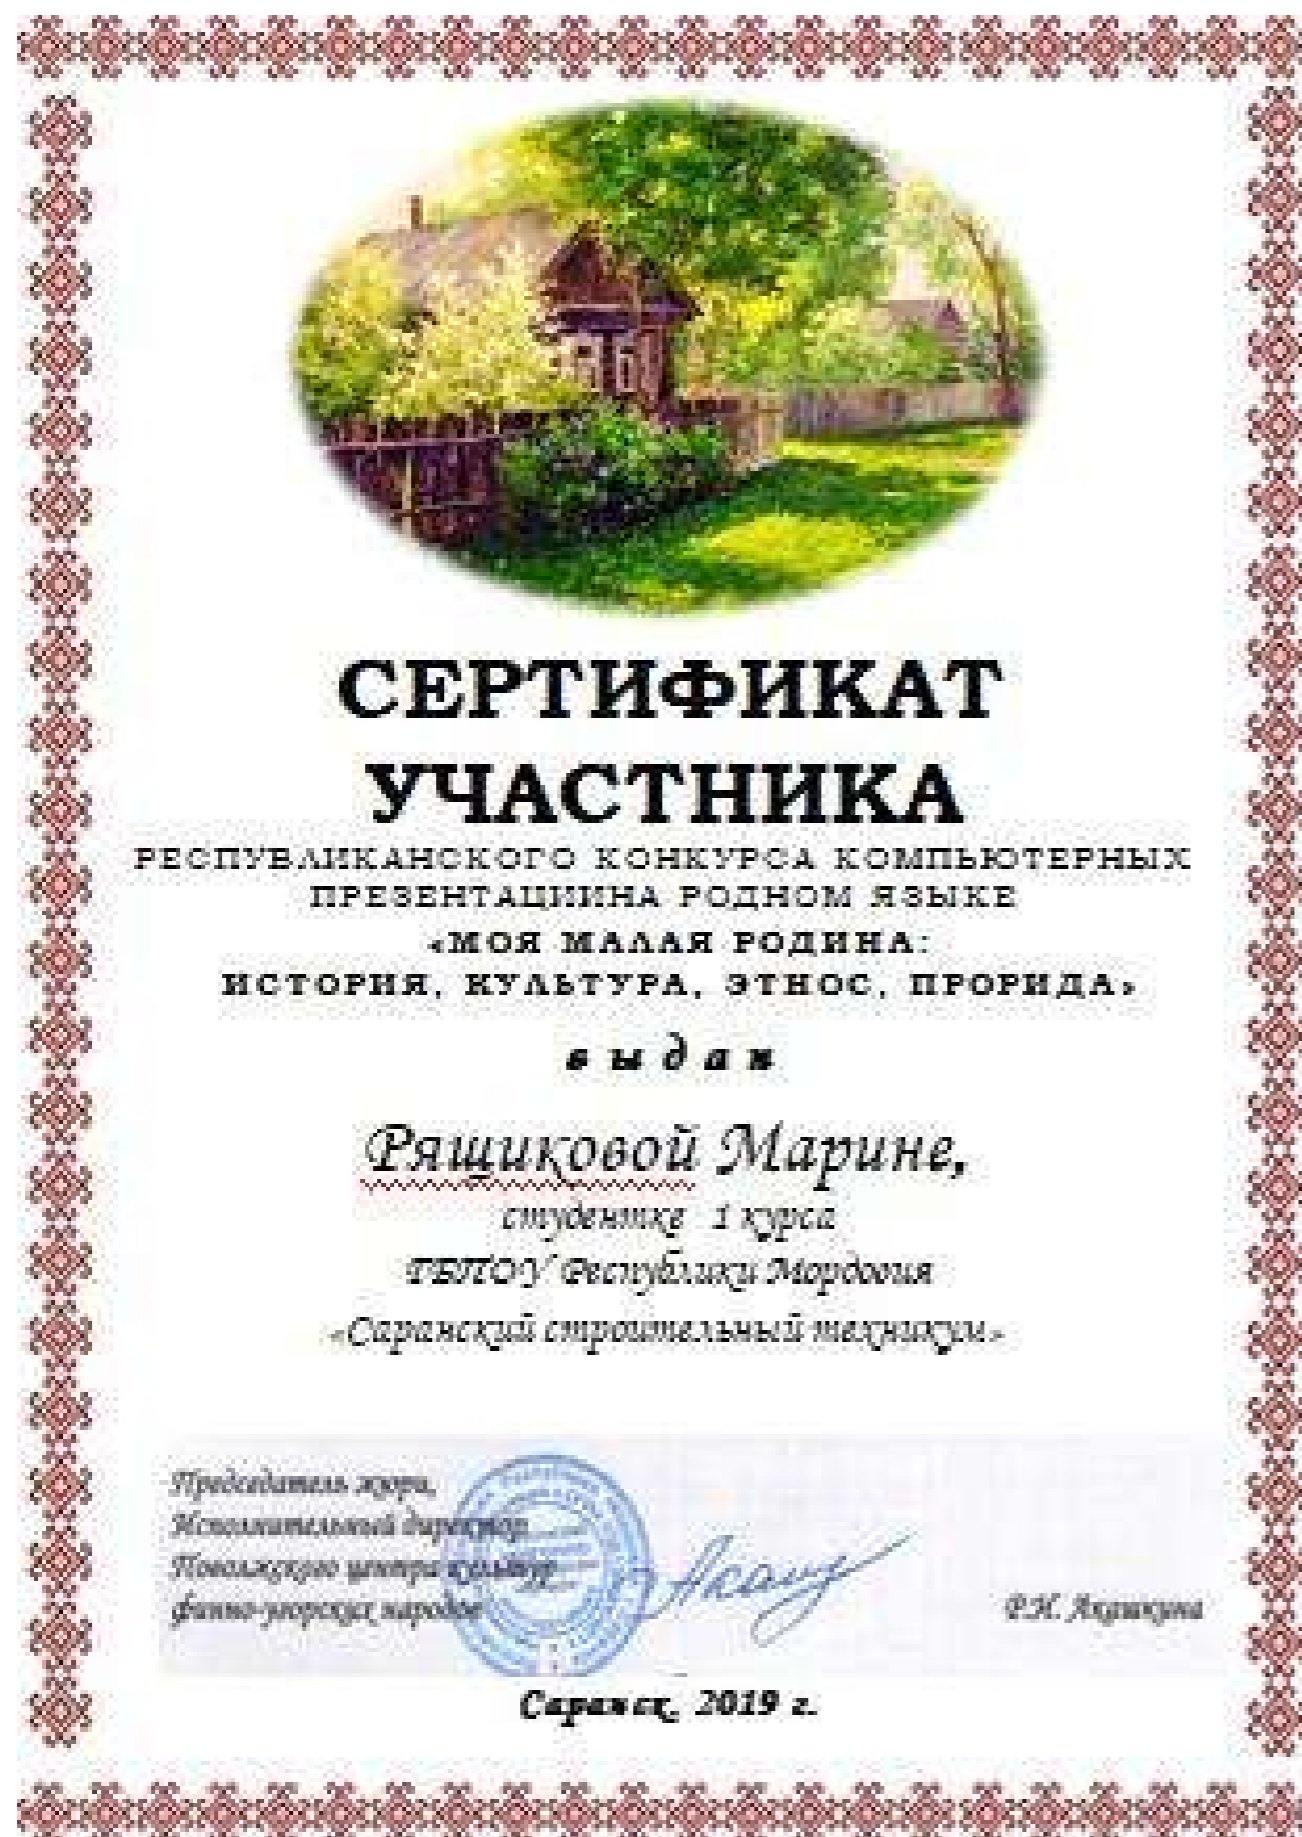 СЕРТИФИКАТ
УЧАСТНИКА
РЕСПУБЛИКАНСКОГО КОНКУРСА КОМПЬЮТЕРНЫХ
ПРЕЗЕНТАЦИИНА РОДНОМ ЯЗЫКЕ
«МОЯ МАЛАЯ РОДИНА:
ИСТОРИЯ, КУЛЬТУРА, ЭТНОС, ПРОРИДА»
выдан
Рящиковой Марине,
студентке 1 курса
ГБПОУ Республики Мордовия
«Саранский строительный техникум»
Председатель жюри,
Исполнительный директор
Поволжского центра культур
финно-угорских народов
Р.Н. Акашкина
Саранск, 2019 г.